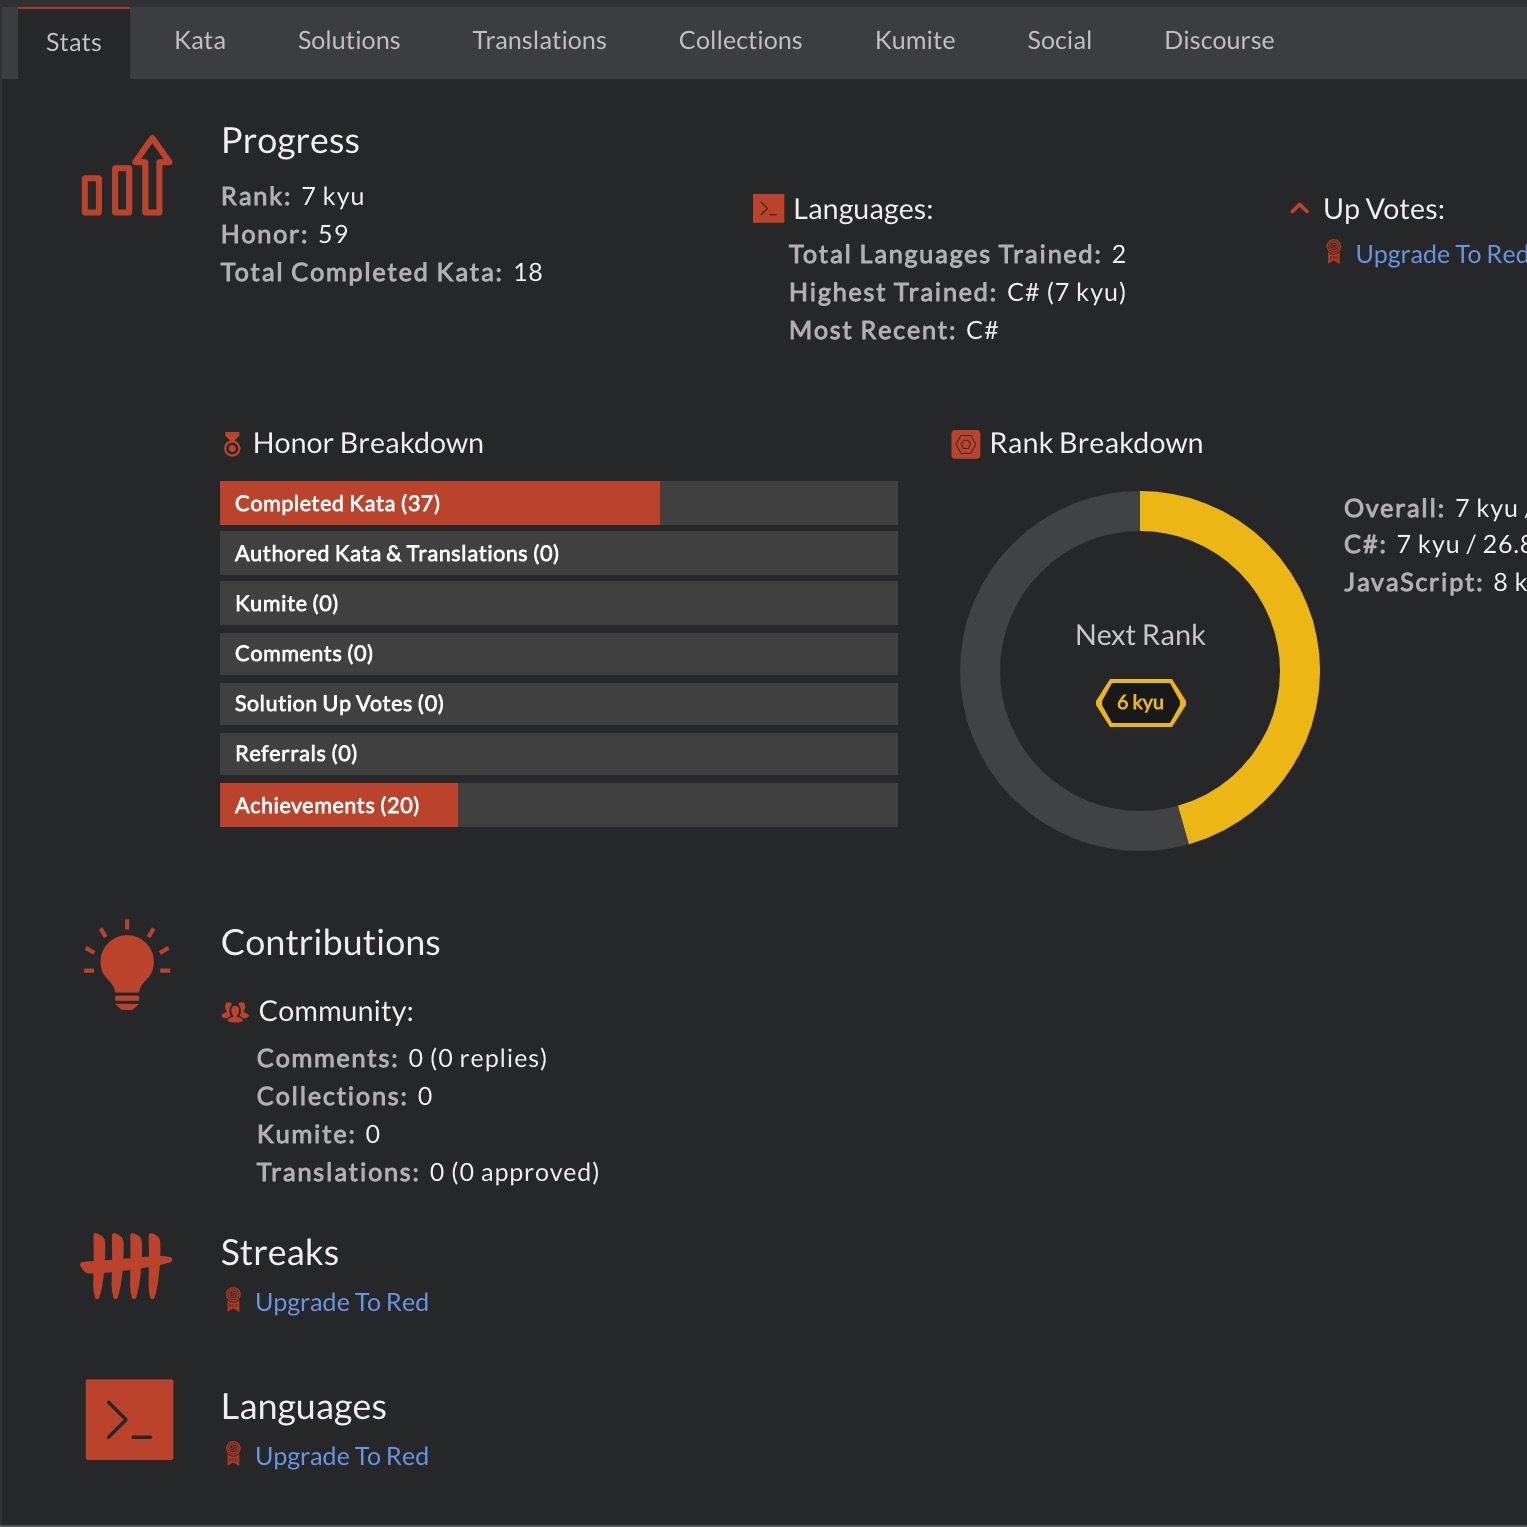 Stats Kata Solutions Translations Collections Kumite Social Discourse
Progress
Rank: 7 kyu
Honor: 59
Total Completed Kata: 18
Languages:
Total Languages Trained: 2
Highest Trained: C# (7 kyu)
Most Recent: C#
Up Votes:
Upgrade To Red
Honor Breakdown
Completed Kata (37)
Authored Kata & Translations (0)
Kumite (0)
Comments (0)
Solution Up Votes (0)
Referrals (0)
Achievements (20)
Rank Breakdown
Next Rank
6 kyu
Overall: 7 kyu /
C#: 7 kyu / 26.8
JavaScript: 8 k
Contributions
Community:
Comments: 0 (0 replies)
Collections: 0
Kumite: 0
Translations: 0 (0 approved)
Streaks
Upgrade To Red
Languages
>_
Upgrade To Red